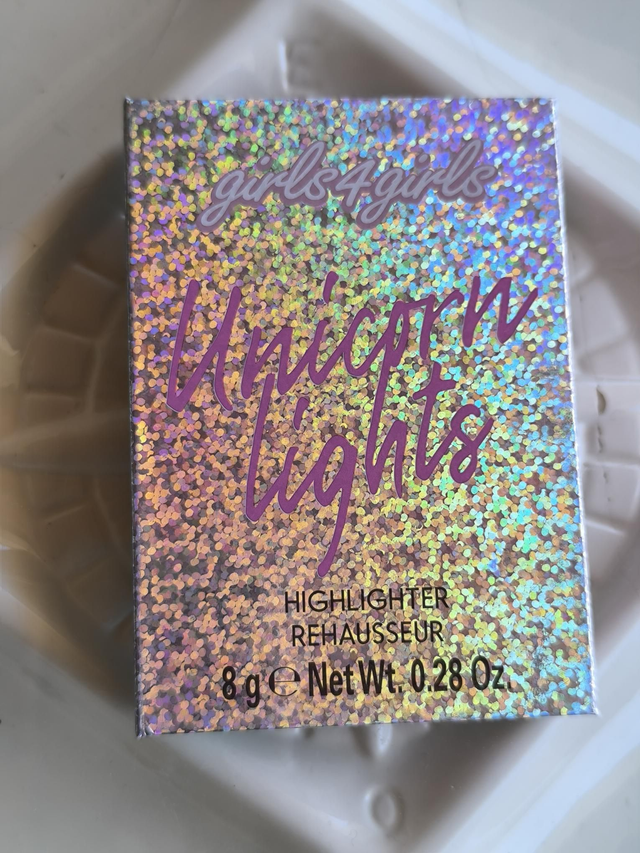 girls4girls
Unicorn
lights
HIGHLIGHTER
REHAUSSEUR
8 g ℮ Net Wt. 0.28 Oz.